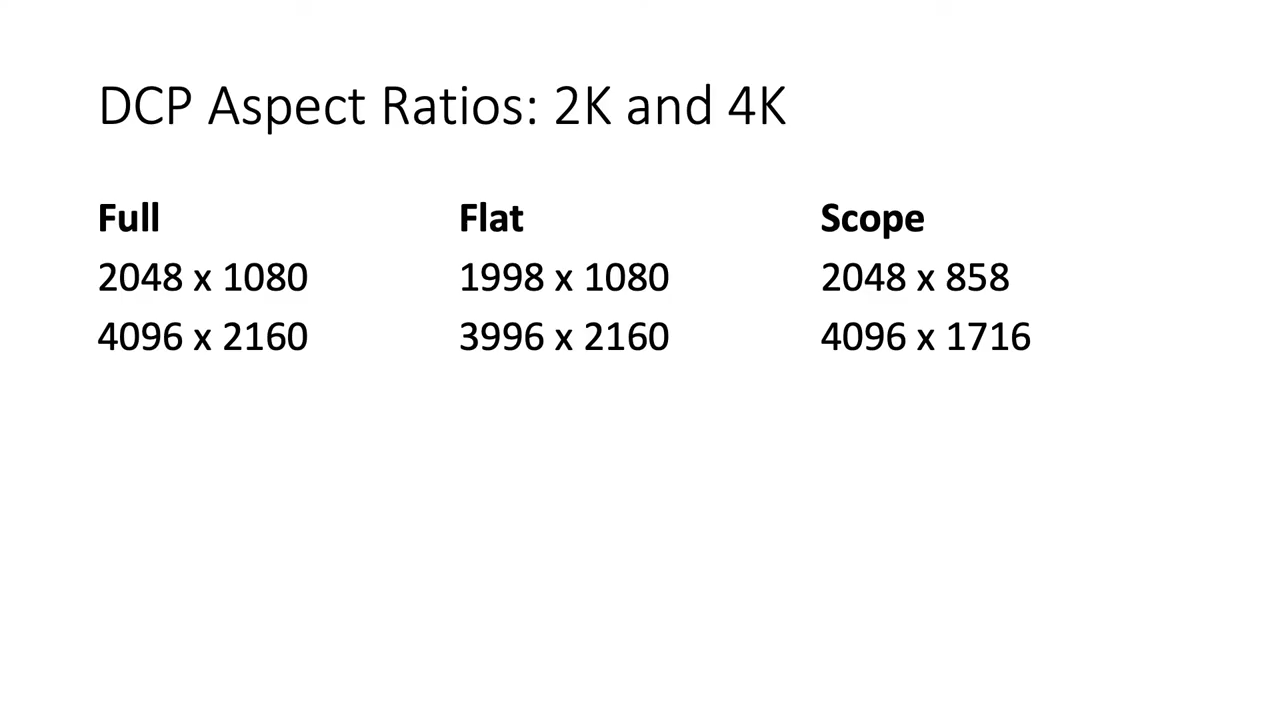 DCP Aspect Ratios: 2K and 4K
Full
2048 x 1080
4096 x 2160
Flat
1998 x 1080
3996 x 2160
Scope
2048 x 858
4096 x 1716